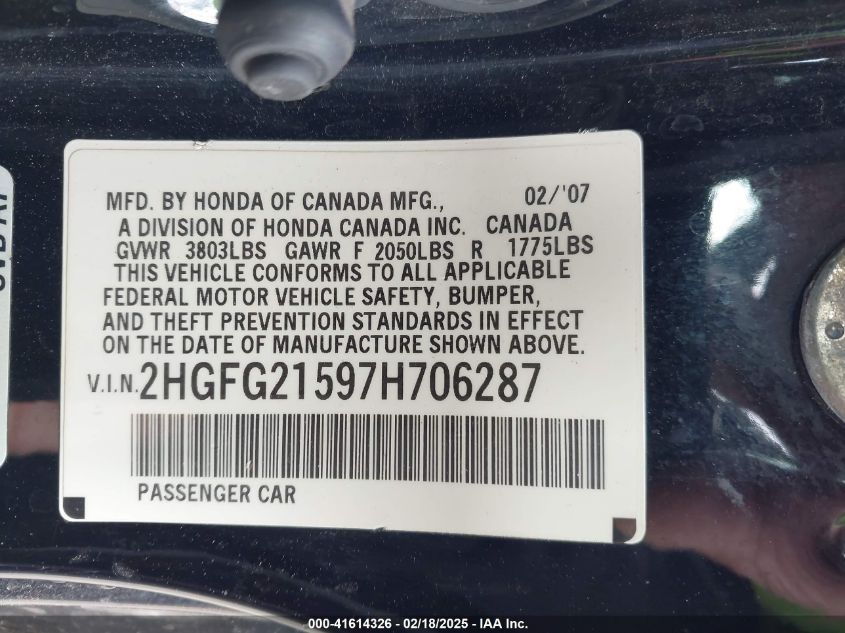 MFD. BY HONDA OF CANADA MFG., 02/'07
A DIVISION OF HONDA CANADA INC. CANADA
GVWR 3803LBS GAWR F 2050LBS R 1775LBS
THIS VEHICLE CONFORMS TO ALL APPLICABLE
FEDERAL MOTOR VEHICLE SAFETY, BUMPER,
AND THEFT PREVENTION STANDARDS IN EFFECT
ON THE DATE OF MANUFACTURE SHOWN ABOVE.
V.I.N. 2HGFG21597H706287
PASSENGER CAR
000-41614326 - 02/18/2025 - IAA Inc.